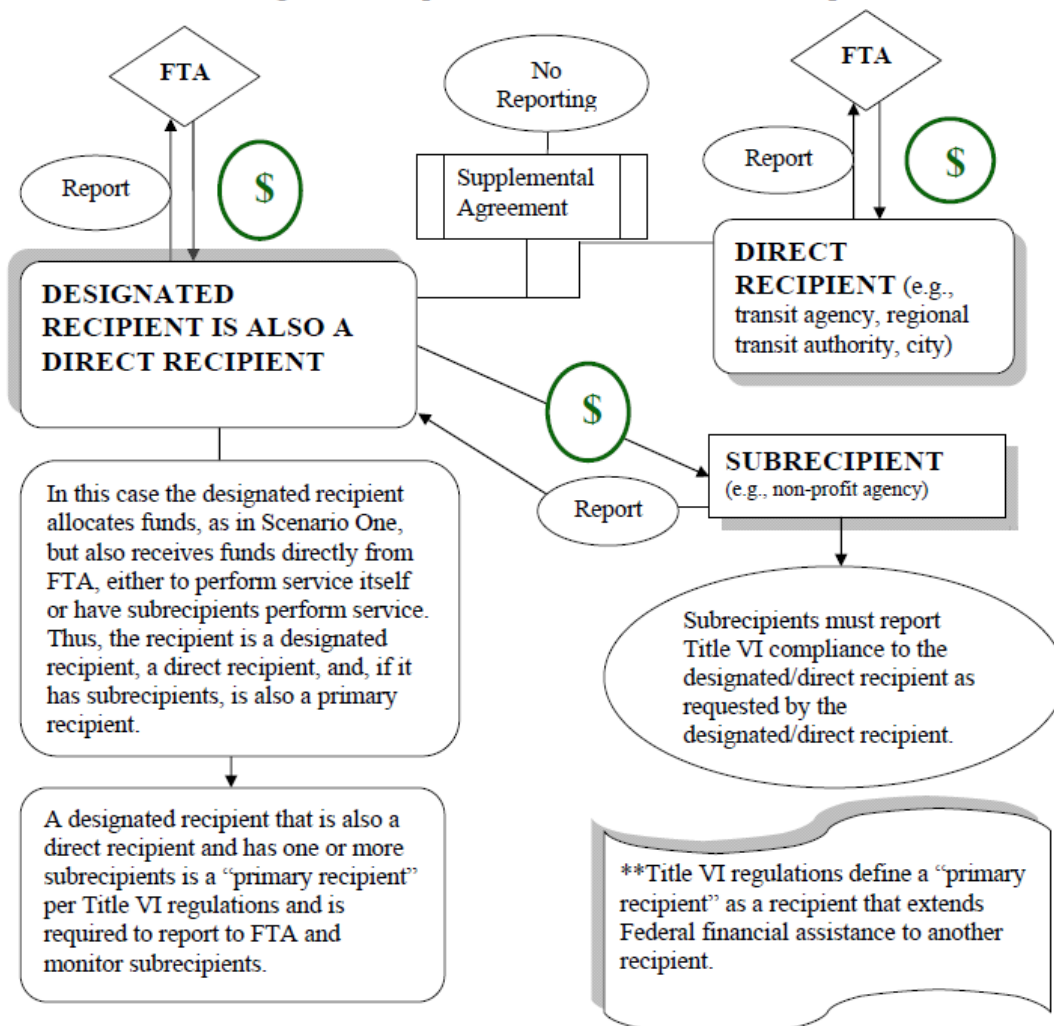 FTA
Report
$
No
Reporting
Supplemental
Agreement
FTA
Report
$
DESIGNATED
RECIPIENT IS ALSO A
DIRECT RECIPIENT
DIRECT
RECIPIENT (e.g.,
transit agency, regional
transit authority, city)
$
Report
SUBRECIPIENT
(e.g., non-profit agency)
In this case the designated recipient
allocates funds, as in Scenario One,
but also receives funds directly from
FTA, either to perform service itself
or have subrecipients perform service.
Thus, the recipient is a designated
recipient, a direct recipient, and, if it
has subrecipients, is also a primary
recipient.
Subrecipients must report
Title VI compliance to the
designated/direct recipient as
requested by the
designated/direct recipient.
A designated recipient that is also a
direct recipient and has one or more
subrecipients is a “primary recipient”
per Title VI regulations and is
required to report to FTA and
monitor subrecipients.
**Title VI regulations define a “primary
recipient” as a recipient that extends
Federal financial assistance to another
recipient.